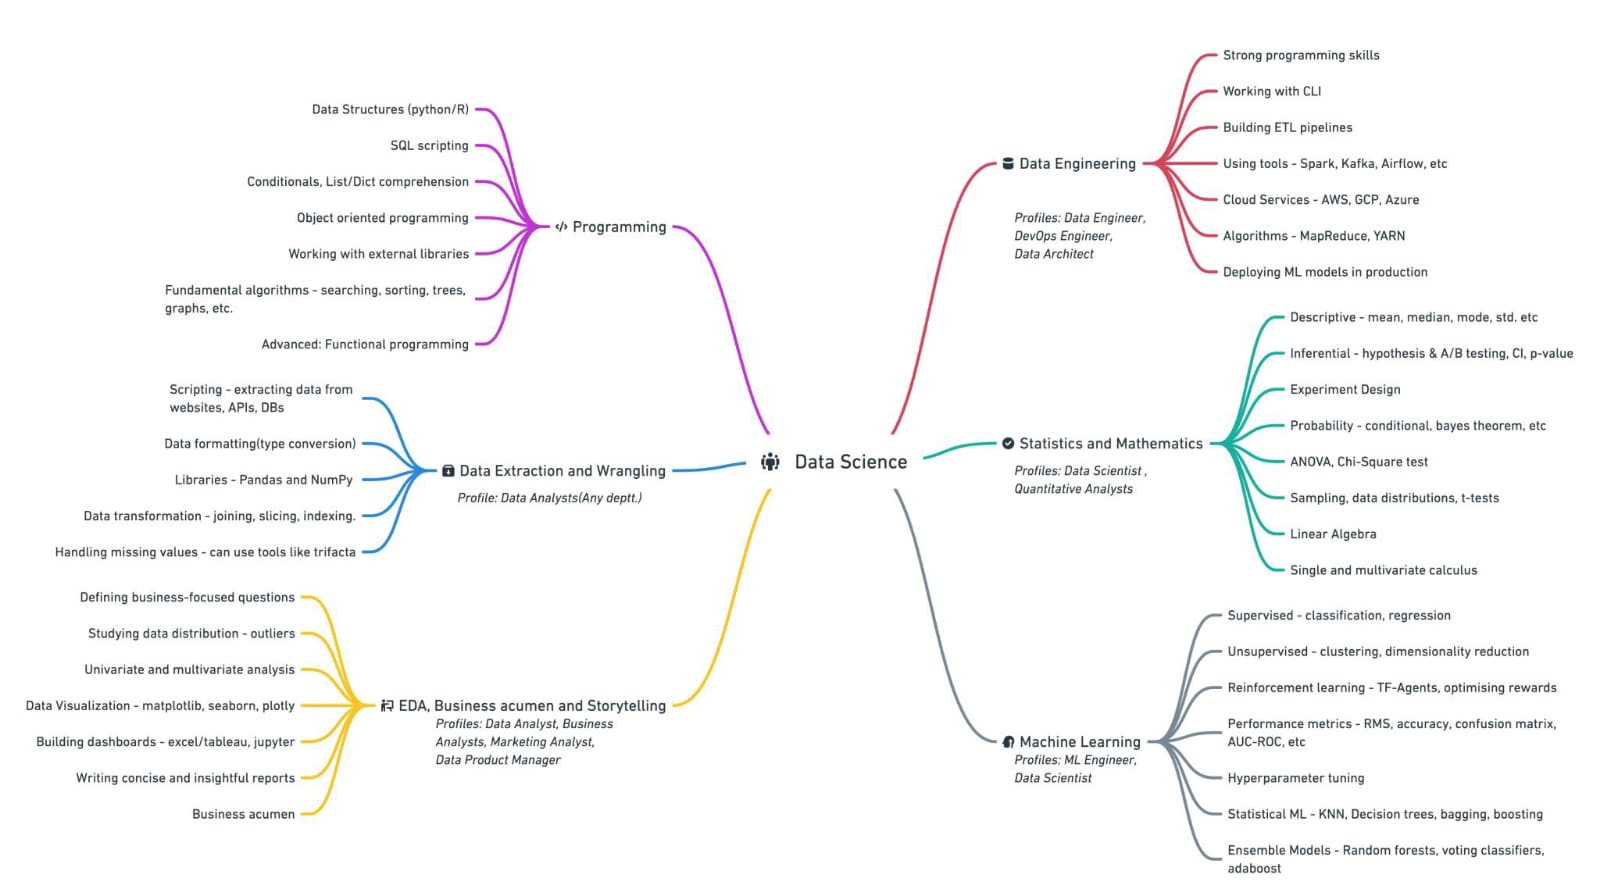 Data Structures (python/R)
SQL scripting
Conditionals, List/Dict comprehension
Object oriented programming
Working with external libraries
Fundamental algorithms - searching, sorting, trees,
graphs, etc.
Advanced: Functional programming
Programming
Scripting - extracting data from
websites, APIs, DBs
Data formatting(type conversion)
Libraries - Pandas and NumPy
Data transformation - joining, slicing, indexing.
Handling missing values - can use tools like trifacta
Data Extraction and Wrangling
Profile: Data Analysts(Any deptt.)
Defining business-focused questions
Studying data distribution - outliers
Univariate and multivariate analysis
Data Visualization - matplotlib, seaborn, plotly
Building dashboards - excel/tableau, jupyter
Writing concise and insightful reports
Business acumen
EDA, Business acumen and Storytelling
Profiles: Data Analyst, Business
Analysts, Marketing Analyst,
Data Product Manager
Data Science
Data Engineering
Profiles: Data Engineer,
DevOps Engineer,
Data Architect
Strong programming skills
Working with CLI
Building ETL pipelines
Using tools - Spark, Kafka, Airflow, etc
Cloud Services - AWS, GCP, Azure
Algorithms - MapReduce, YARN
Deploying ML models in production
Statistics and Mathematics
Profiles: Data Scientist ,
Quantitative Analysts
Descriptive - mean, median, mode, std. etc
Inferential - hypothesis & A/B testing, CI, p-value
Experiment Design
Probability - conditional, bayes theorem, etc
ANOVA, Chi-Square test
Sampling, data distributions, t-tests
Linear Algebra
Single and multivariate calculus
Machine Learning
Profiles: ML Engineer,
Data Scientist
Supervised - classification, regression
Unsupervised - clustering, dimensionality reduction
Reinforcement learning - TF-Agents, optimising rewards
Performance metrics - RMS, accuracy, confusion matrix,
AUC-ROC, etc
Hyperparameter tuning
Statistical ML - KNN, Decision trees, bagging, boosting
Ensemble Models - Random forests, voting classifiers,
adaboost